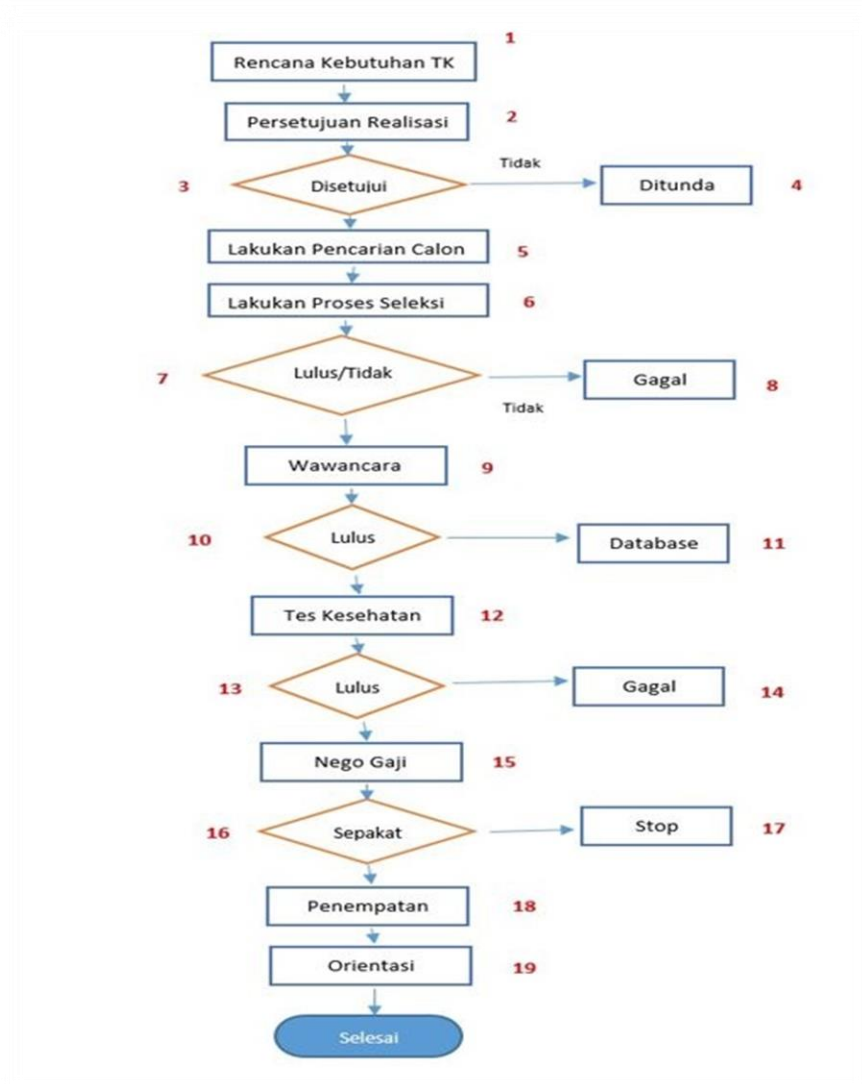 1
Rencana Kebutuhan TK
Persetujuan Realisasi
2
3
Disetujui
Tidak
Ditunda
4
Lakukan Pencarian Calon
5
Lakukan Proses Seleksi
6
7
Lulus/Tidak
Tidak
Gagal
8
Wawancara
9
10
Lulus
Database
11
Tes Kesehatan
12
13
Lulus
Gagal
14
Nego Gaji
15
16
Sepakat
Stop
17
Penempatan
18
Orientasi
19
Selesai